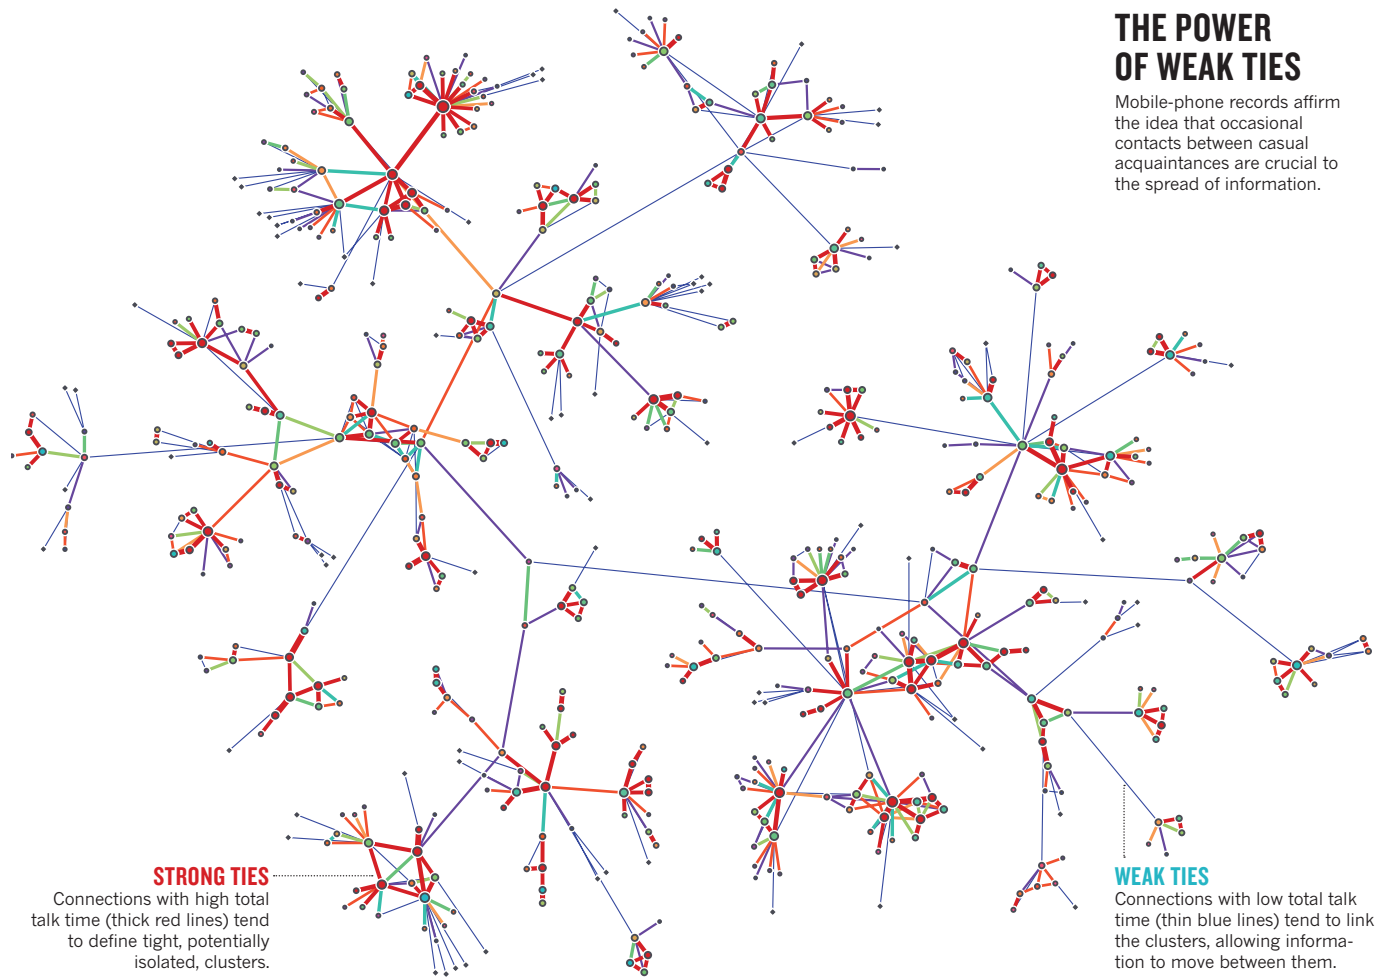 THE POWER
OF WEAK TIES
Mobile-phone records affirm
the idea that occasional
contacts between casual
acquaintances are crucial to
the spread of information.
STRONG TIES
Connections with high total
talk time (thick red lines) tend
to define tight, potentially
isolated, clusters.
WEAK TIES
Connections with low total talk
time (thin blue lines) tend to link
the clusters, allowing informa-
tion to move between them.